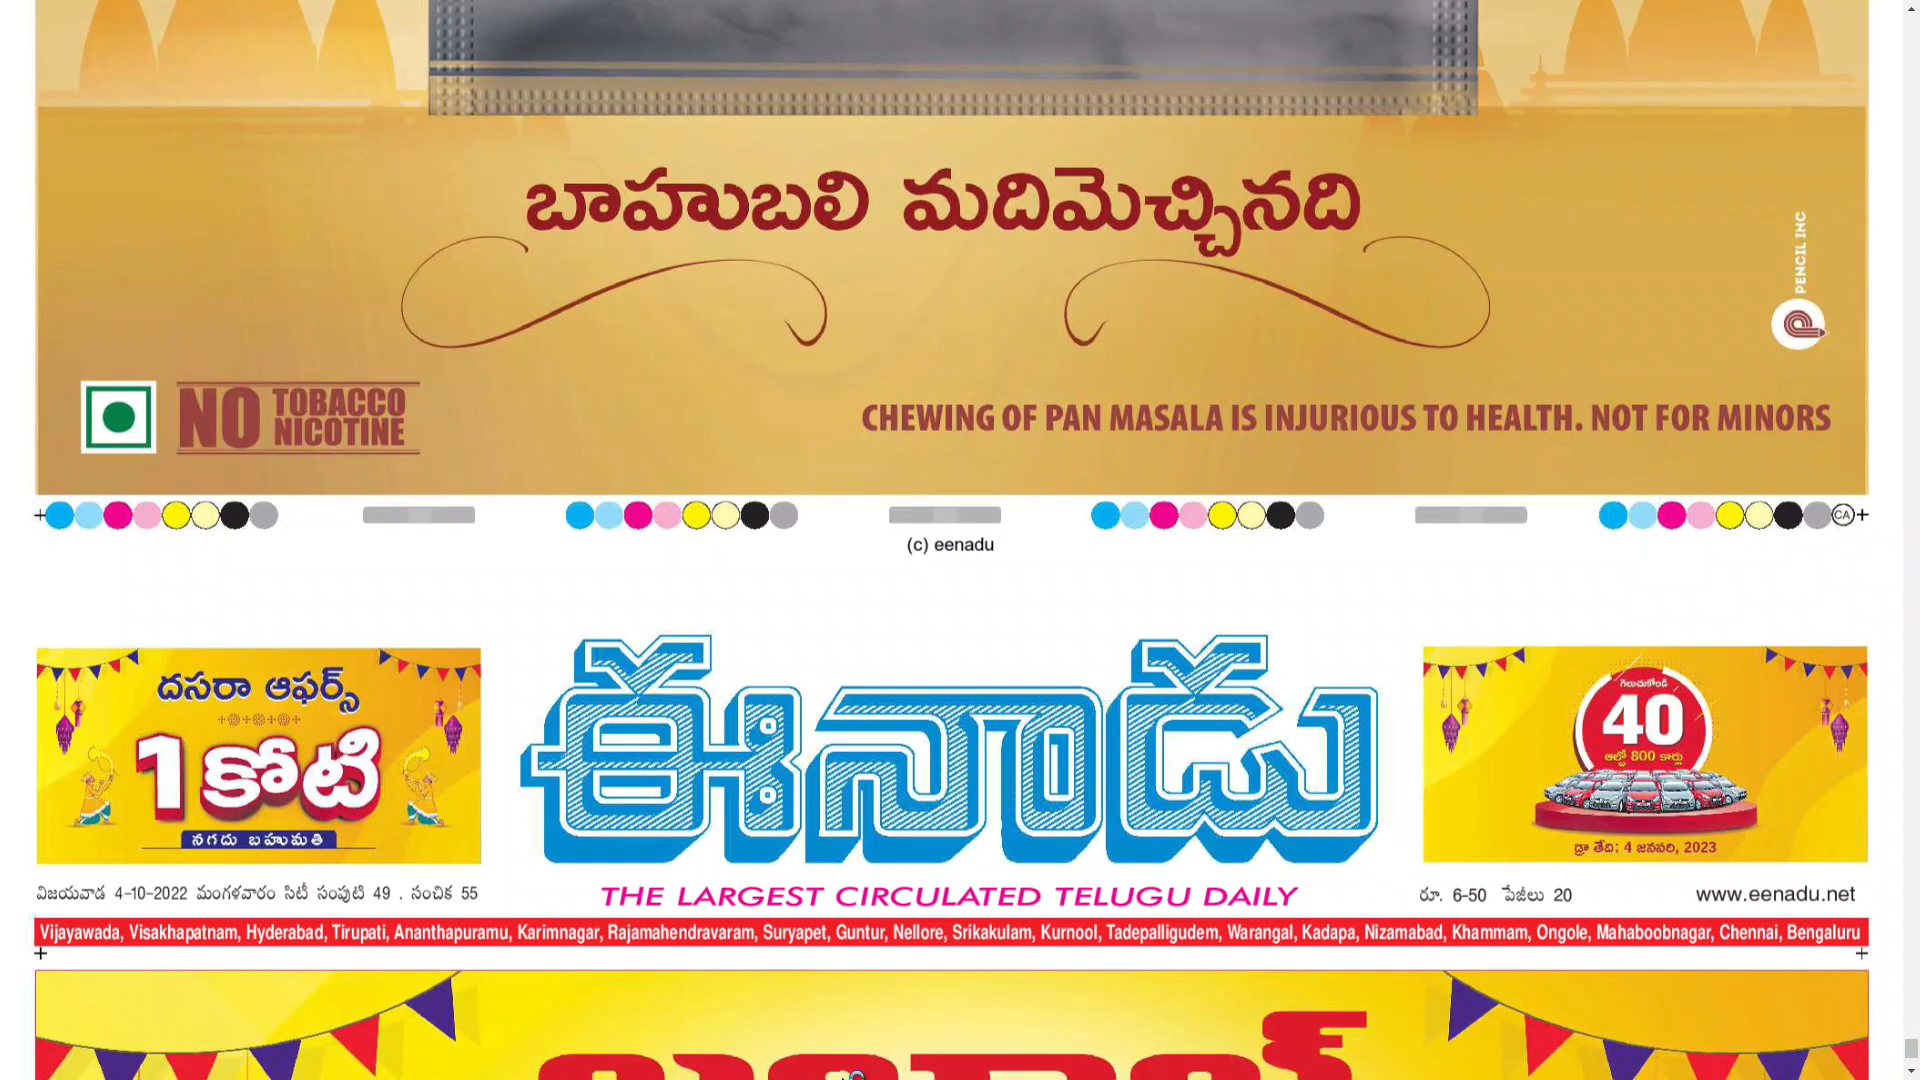 బాహుబలి మదిమెచ్చినది
PENCIL INC
NO TOBACCO
NICOTINE
CHEWING OF PAN MASALA IS INJURIOUS TO HEALTH. NOT FOR MINORS
CA
(c) eenadu
దసరా ఆఫర్స్
1 కోటి
నగదు బహుమతి
ఈనాడు
గెలుచుకోండి
40
ఆల్టో 800 కార్లు
డ్రా తేది: 4 జనవరి, 2023
విజయవాడ 4-10-2022 మంగళవారం సిటీ సంపుటి 49 . సంచిక 55
THE LARGEST CIRCULATED TELUGU DAILY
రూ. 6-50 పేజీలు 20
www.eenadu.net
Vijayawada, Visakhapatnam, Hyderabad, Tirupati, Ananthapuramu, Karimnagar, Rajamahendravaram, Suryapet, Guntur, Nellore, Srikakulam, Kurnool, Tadepalligudem, Warangal, Kadapa, Nizamabad, Khammam, Ongole, Mahaboobnagar, Chennai, Bengaluru